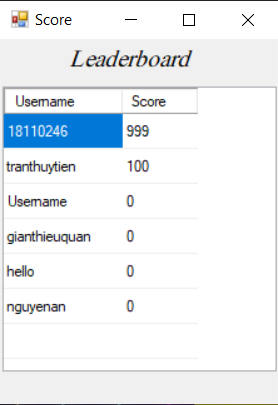 Score
Leaderboard
Username Score
18110246 999
tranthuytien 100
Username 0
gianthieuquan 0
hello 0
nguyenan 0